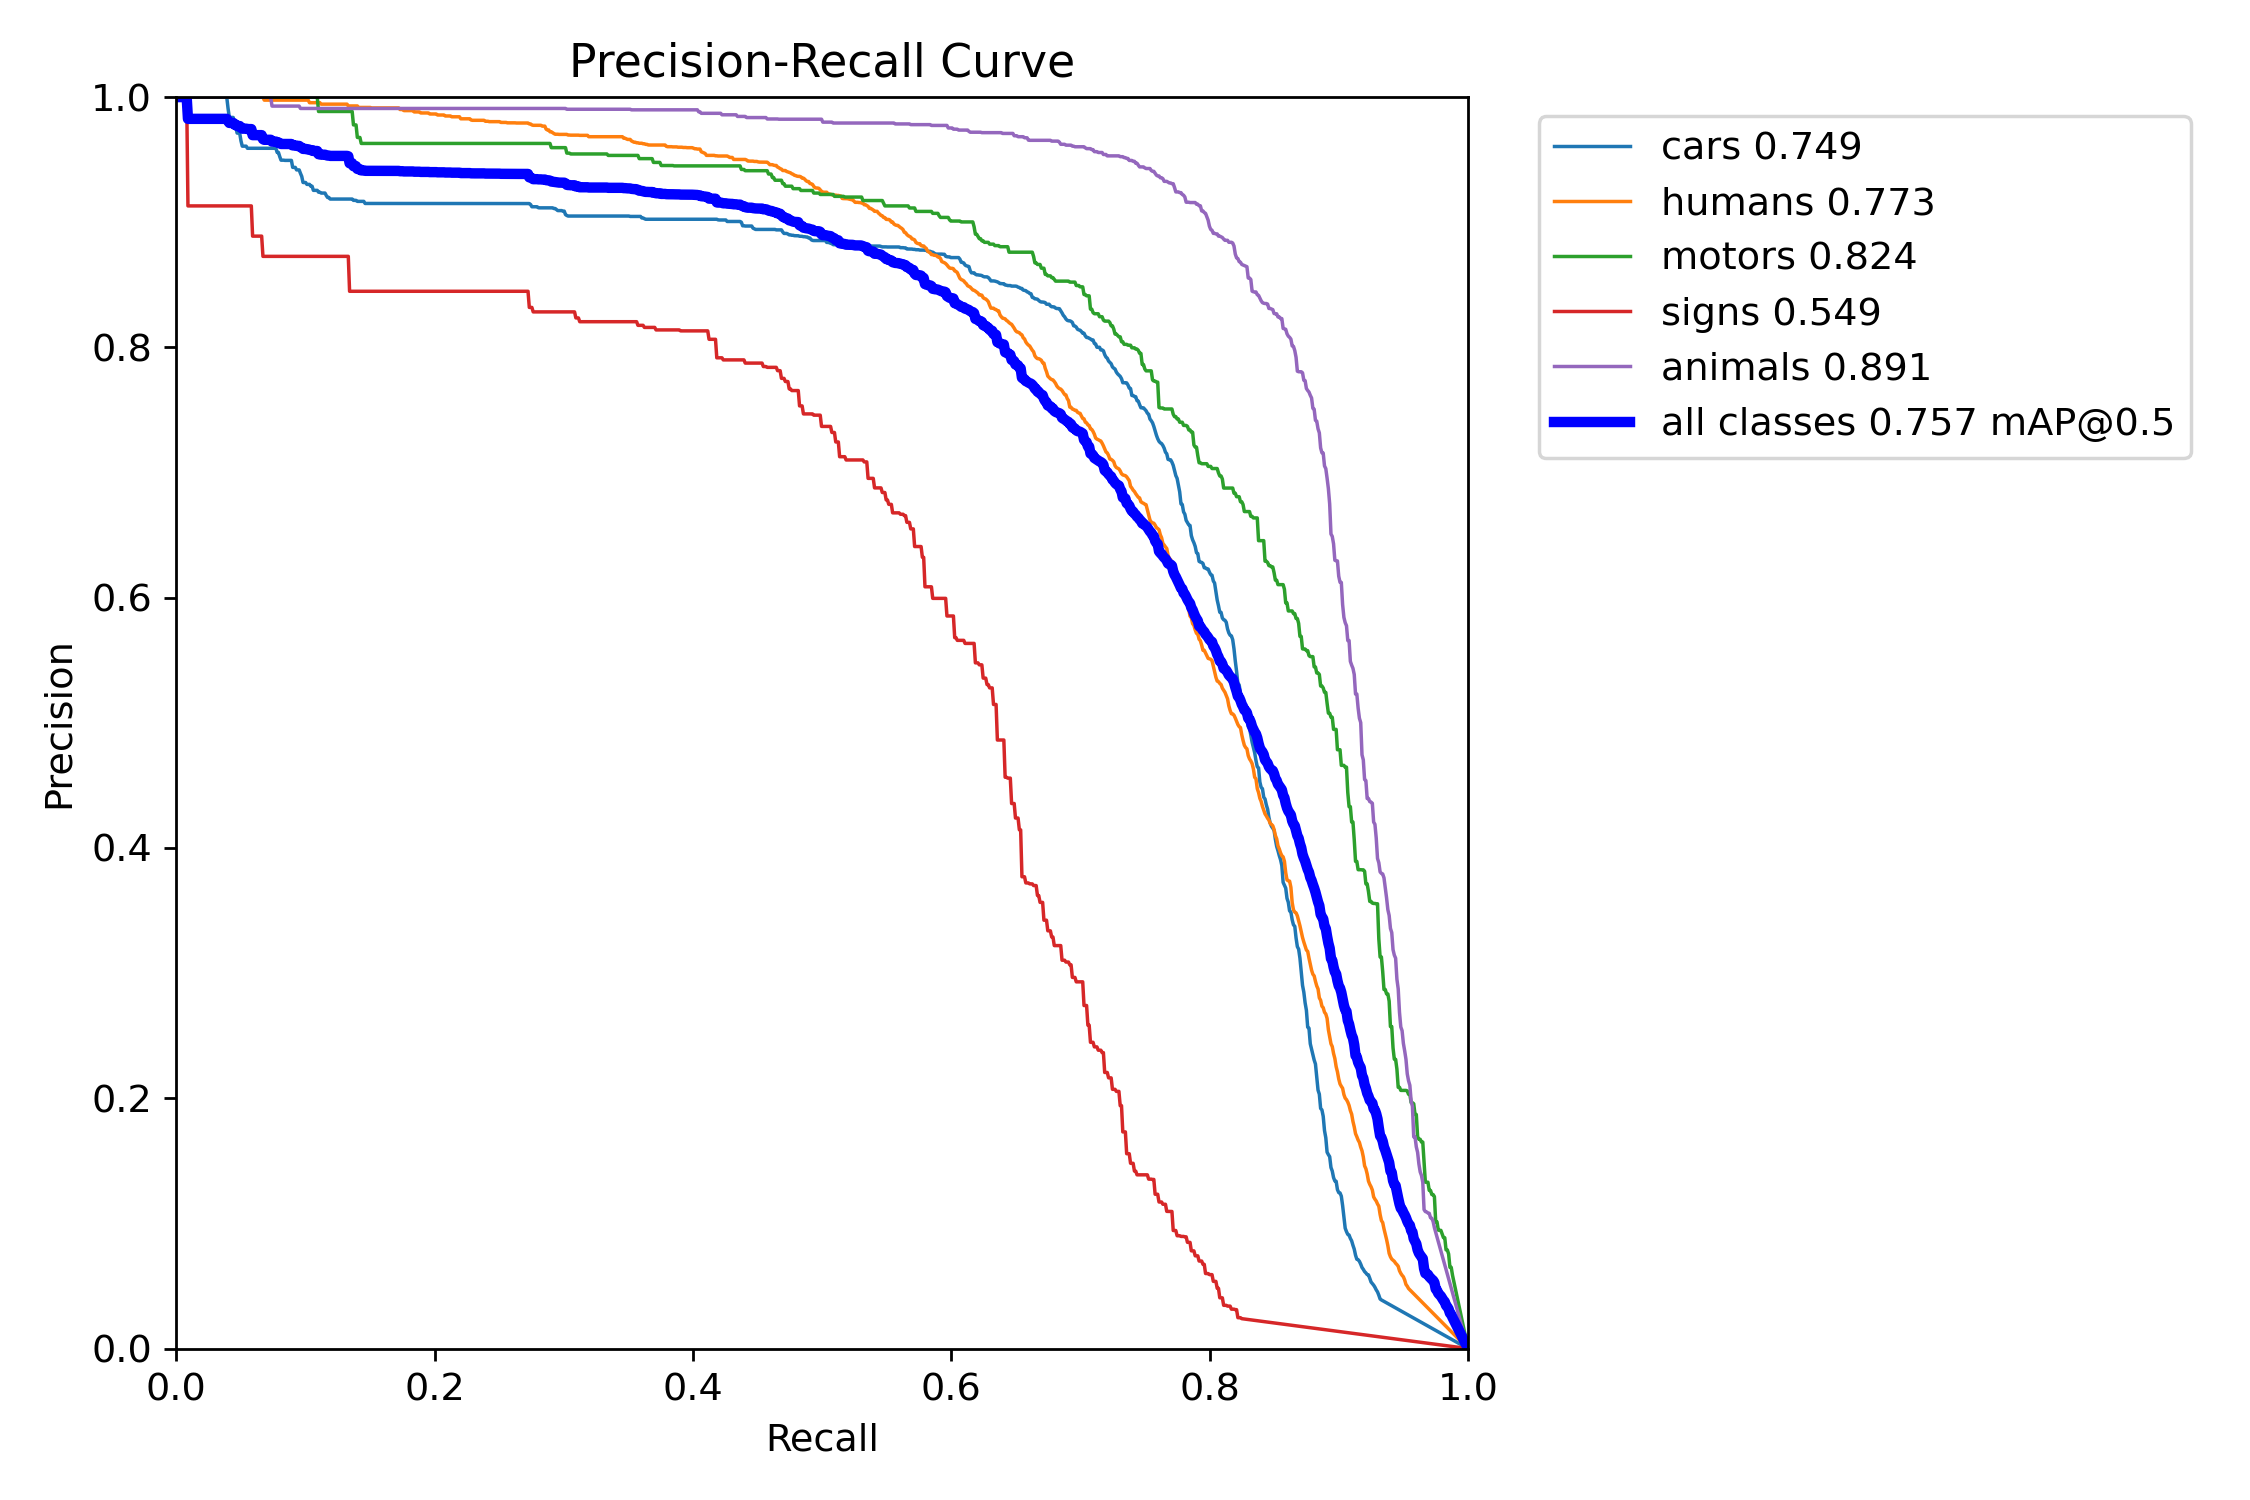 Precision-Recall Curve
1.0
0.8
0.6
0.4
0.2
0.0
Precision
0.0 0.2 0.4 0.6 0.8 1.0
Recall
cars 0.749
humans 0.773
motors 0.824
signs 0.549
animals 0.891
all classes 0.757 mAP@0.5